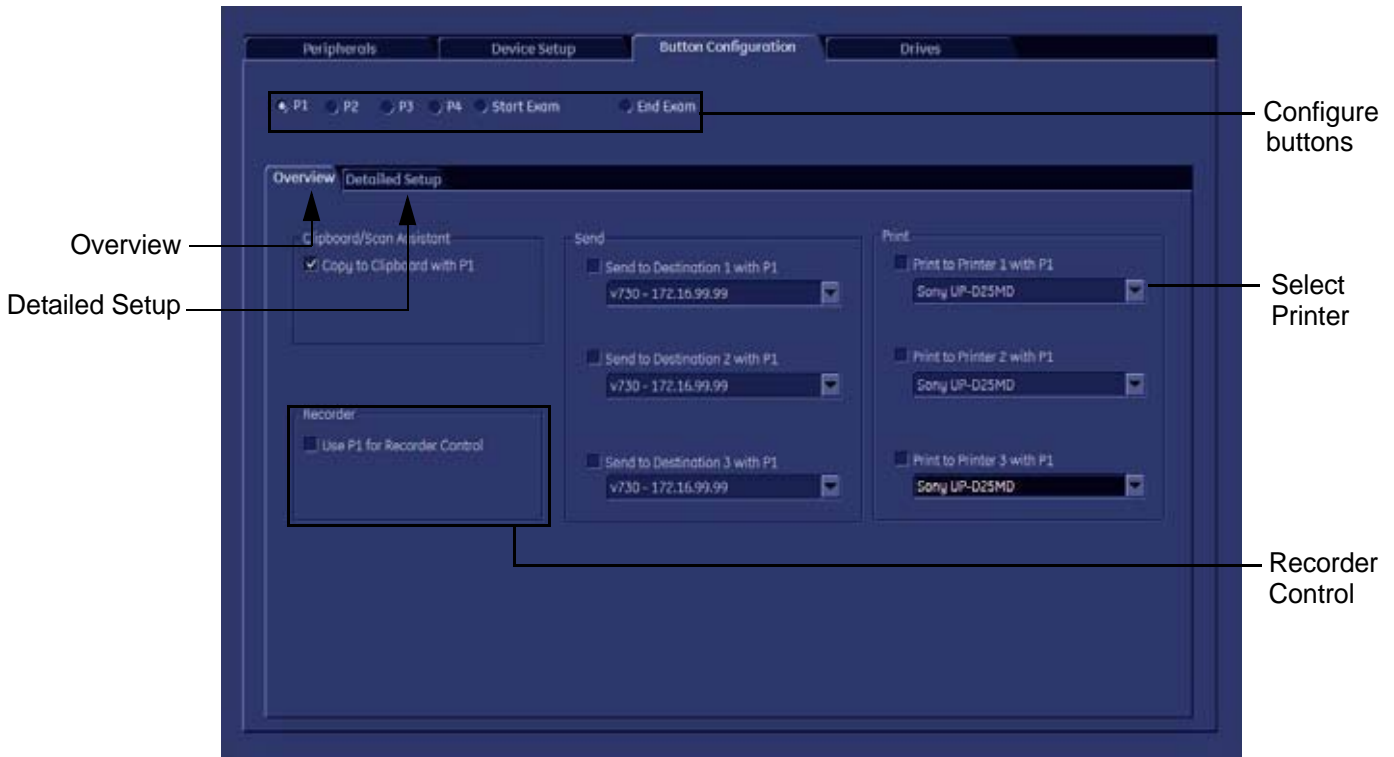 Peripherals
Device Setup
Button Configuration
Drives
P1 P2 P3 P4 Start Exam End Exam
Configure
buttons
Overview Detailed Setup
Overview
Detailed Setup
Clipboard/Scan Assistant
Copy to Clipboard with P1
Recorder
Use P1 for Recorder Control
Send
Send to Destination 1 with P1
v730 - 172.16.99.99
Send to Destination 2 with P1
v730 - 172.16.99.99
Send to Destination 3 with P1
v730 - 172.16.99.99
Print
Print to Printer 1 with P1
Sony UP-D25MD
Print to Printer 2 with P1
Sony UP-D25MD
Print to Printer 3 with P1
Sony UP-D25MD
Select
Printer
Recorder
Control